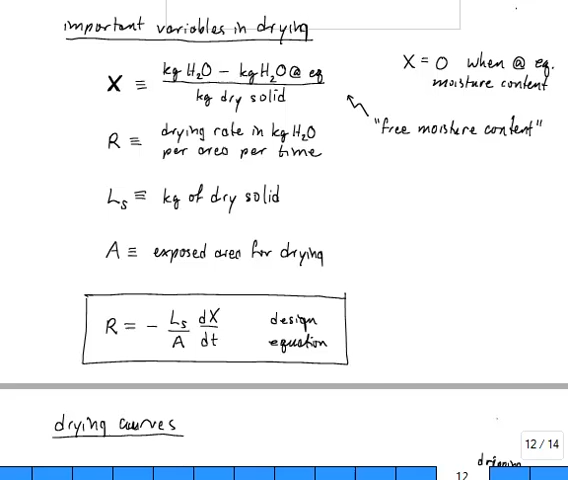 important variables in drying
X ≡ kg H₂O − kg H₂O @ eq / kg dry solid
X = 0 when @ eq.
moisture content
"free moisture content"
R ≡ drying rate in kg H₂O
per area per time
Lₛ ≡ kg of dry solid
A ≡ exposed area for drying
R = − Lₛ/A dX/dt design
equation
drying curves
12 / 14
12